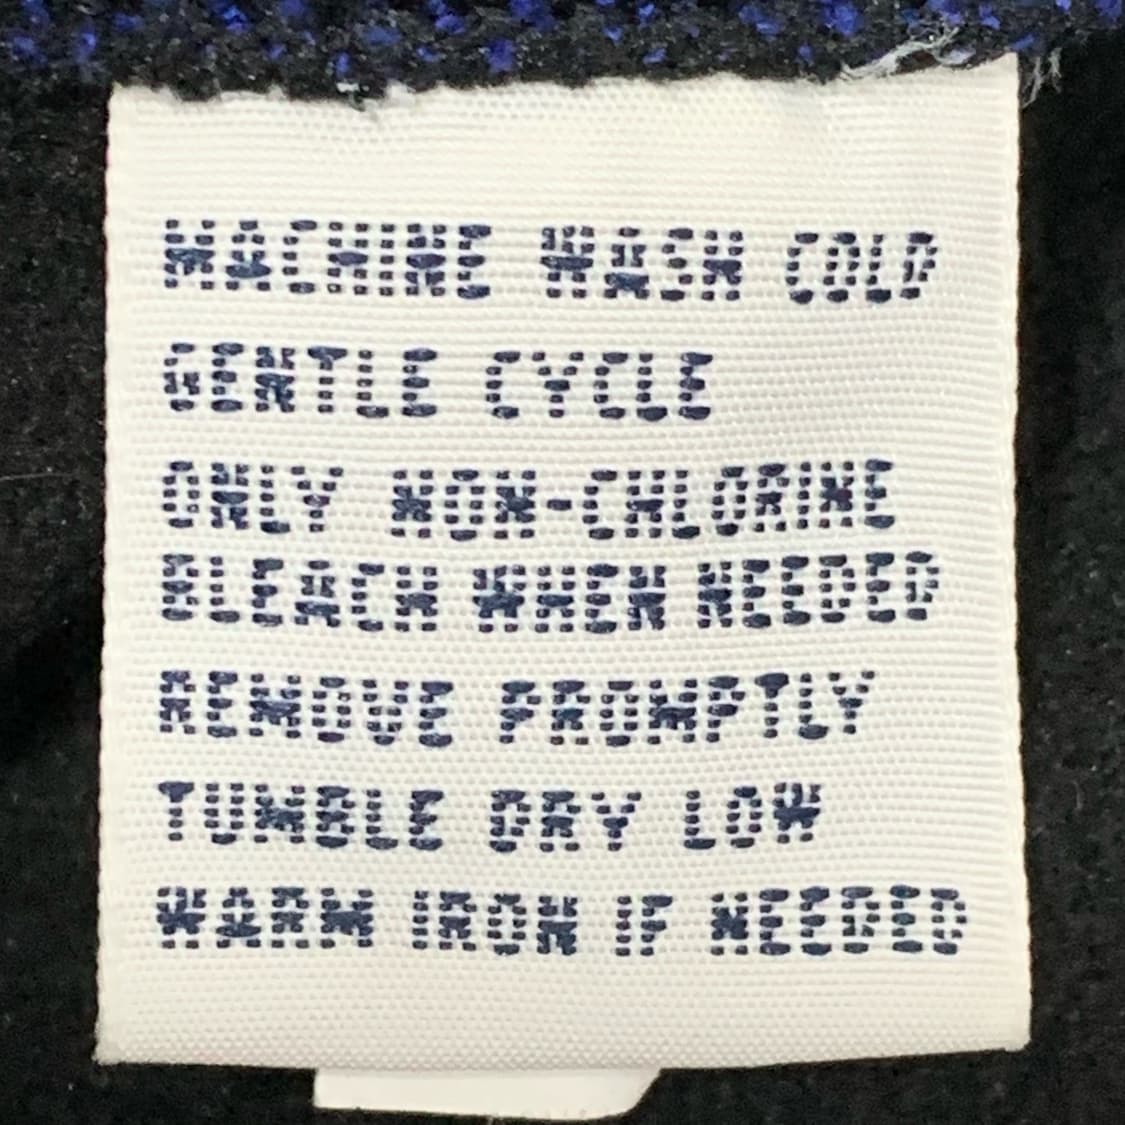 MACHINE WASH COLD
GENTLE CYCLE
ONLY NON-CHLORINE
BLEACH WHEN NEEDED
REMOVE PROMPTLY
TUMBLE DRY LOW
WARM IRON IF NEEDED